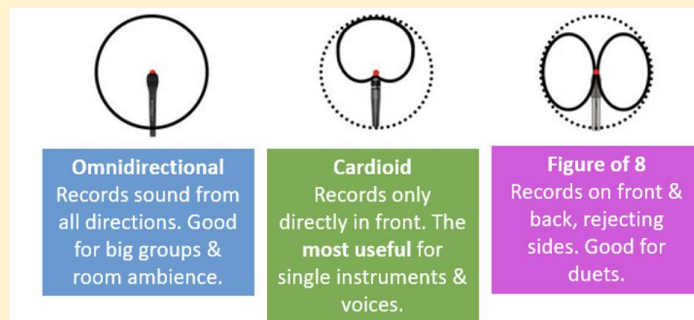 Omnidirectional
Records sound from
all directions. Good
for big groups &
room ambience.
Cardioid
Records only
directly in front. The
most useful for
single instruments &
voices.
Figure of 8
Records on front &
back, rejecting
sides. Good for
duets.